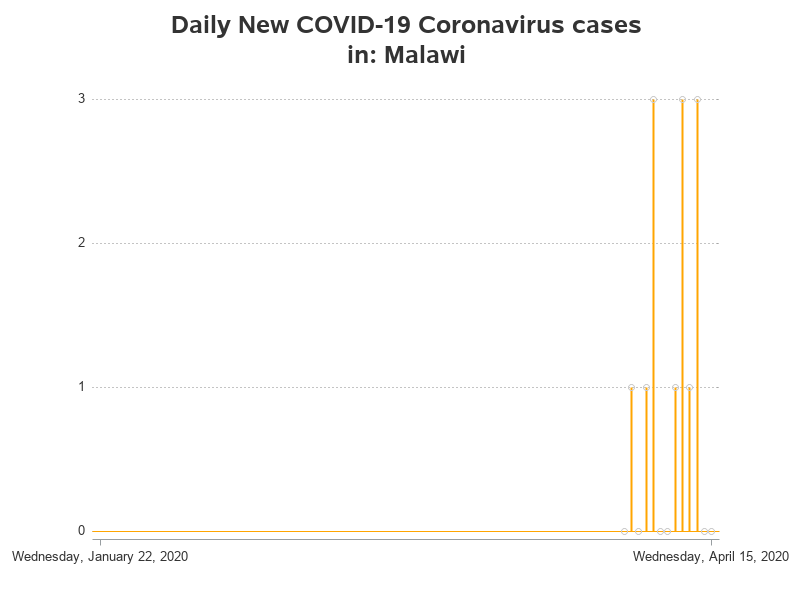 Daily New COVID-19 Coronavirus cases
in: Malawi
3
2
1
0
Wednesday, January 22, 2020
Wednesday, April 15, 2020